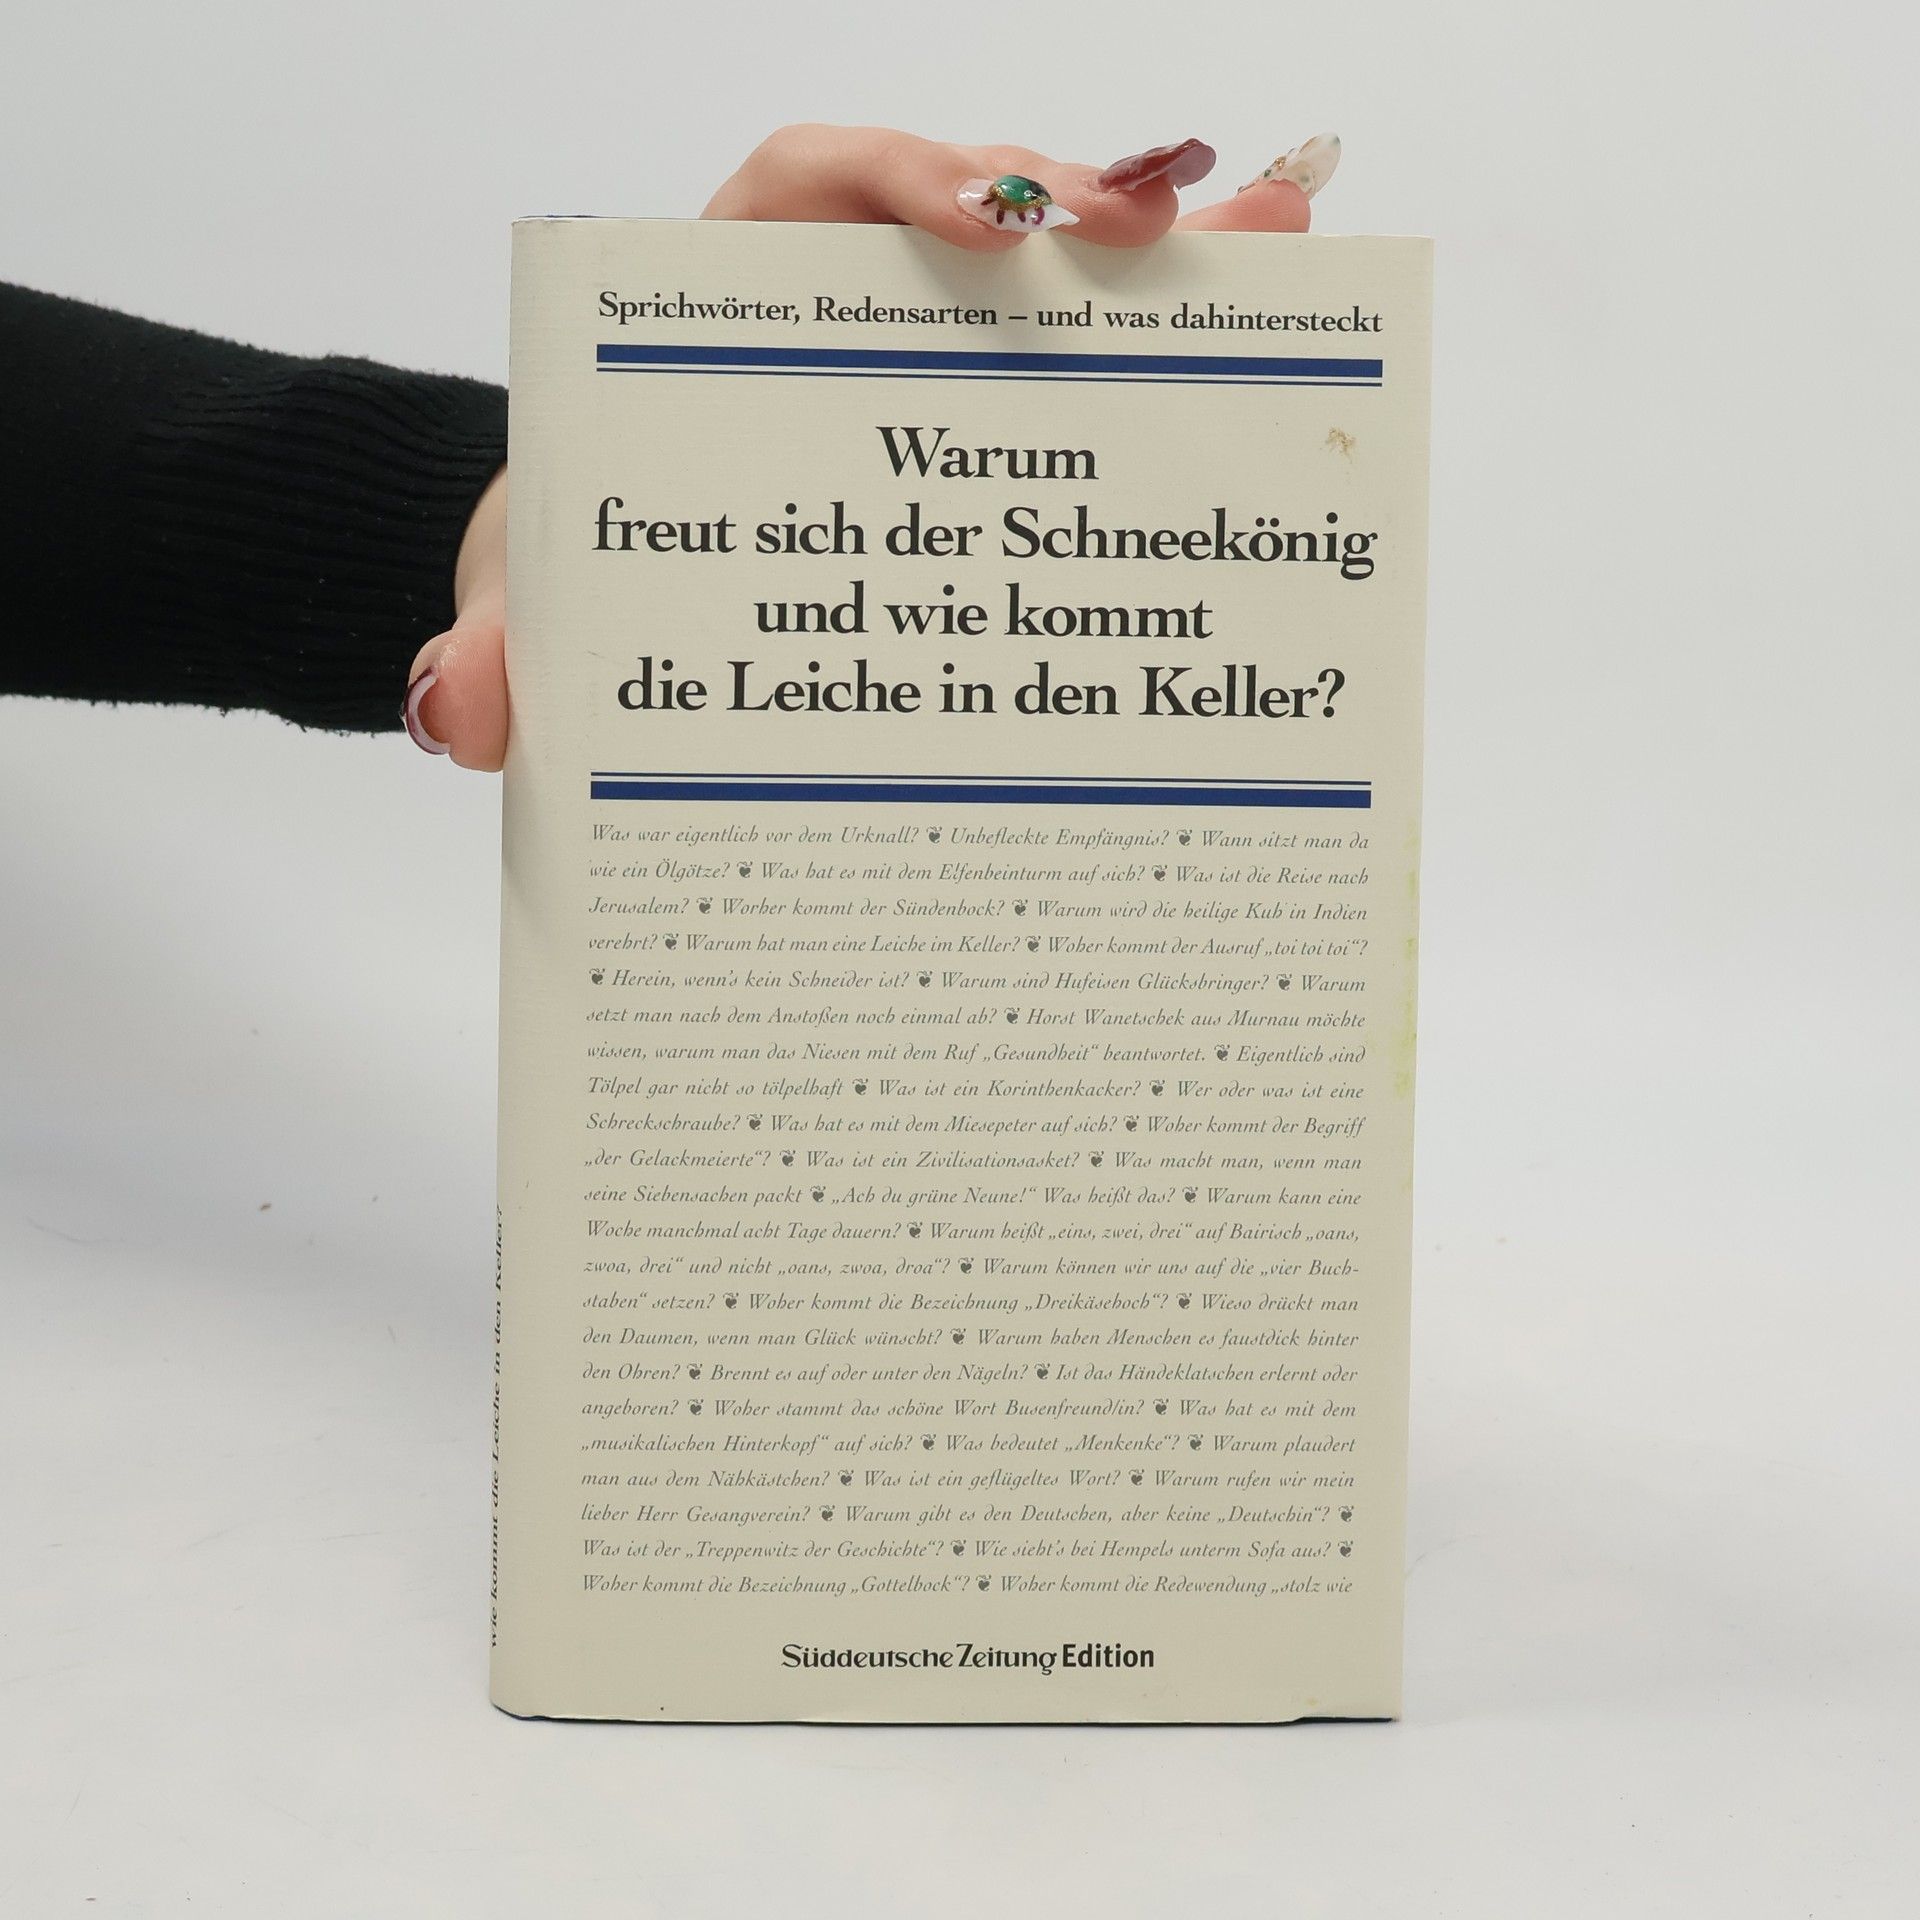 Sprichwörter, Redensarten – und was dahintersteckt
Warum
freut sich der Schneekönig
und wie kommt
die Leiche in den Keller?
Was war eigentlich vor dem Urknall? ❦ Unbefleckte Empfängnis? ❦ Wann sitzt man da
wie ein Ölgötze? ❦ Was hat es mit dem Elfenbeinturm auf sich? ❦ Was ist die Reise nach
Jerusalem? ❦ Worher kommt der Sündenbock? ❦ Warum wird die heilige Kuh in Indien
verehrt? ❦ Warum hat man eine Leiche im Keller? ❦ Woher kommt der Ausruf „toi toi toi“?
❦ Herein, wenn's kein Schneider ist? ❦ Warum sind Hufeisen Glücksbringer? ❦ Warum
setzt man nach dem Anstoßen noch einmal ab? ❦ Horst Wanetschek aus Murnau möchte
wissen, warum man das Niesen mit dem Ruf „Gesundheit“ beantwortet. ❦ Eigentlich sind
Tölpel gar nicht so tölpelhaft ❦ Was ist ein Korinthenkacker? ❦ Wer oder was ist eine
Schreckschraube? ❦ Was hat es mit dem Miesepeter auf sich? ❦ Woher kommt der Begriff
„der Gelackmeierte“? ❦ Was ist ein Zivilisationsasket? ❦ Was macht man, wenn man
seine Siebensachen packt ❦ „Ach du grüne Neune!“ Was heißt das? ❦ Warum kann eine
Woche manchmal acht Tage dauern? ❦ Warum heißt „eins, zwei, drei“ auf Bairisch „oans,
zwoa, drei“ und nicht „oans, zwoa, droa“? ❦ Warum können wir uns auf die „vier Buch-
staben“ setzen? ❦ Woher kommt die Bezeichnung „Dreikäsehoch“? ❦ Wieso drückt man
den Daumen, wenn man Glück wünscht? ❦ Warum haben Menschen es faustdick hinter
den Ohren? ❦ Brennt es auf oder unter den Nägeln? ❦ Ist das Händeklatschen erlernt oder
angeboren? ❦ Woher stammt das schöne Wort Busenfreund/in? ❦ Was hat es mit dem
„musikalischen Hinterkopf“ auf sich? ❦ Was bedeutet „Menkenke“? ❦ Warum plaudert
man aus dem Nähkästchen? ❦ Was ist ein geflügeltes Wort? ❦ Warum rufen wir mein
lieber Herr Gesangverein? ❦ Warum gibt es den Deutschen, aber keine „Deutschin“? ❦
Was ist der „Treppenwitz der Geschichte“? ❦ Wie sieht's bei Hempels unterm Sofa aus? ❦
Woher kommt die Bezeichnung „Gottelbock“? ❦ Woher kommt die Redewendung „stolz wie
Süddeutsche Zeitung Edition
wie kommt die Leiche in den Keller?